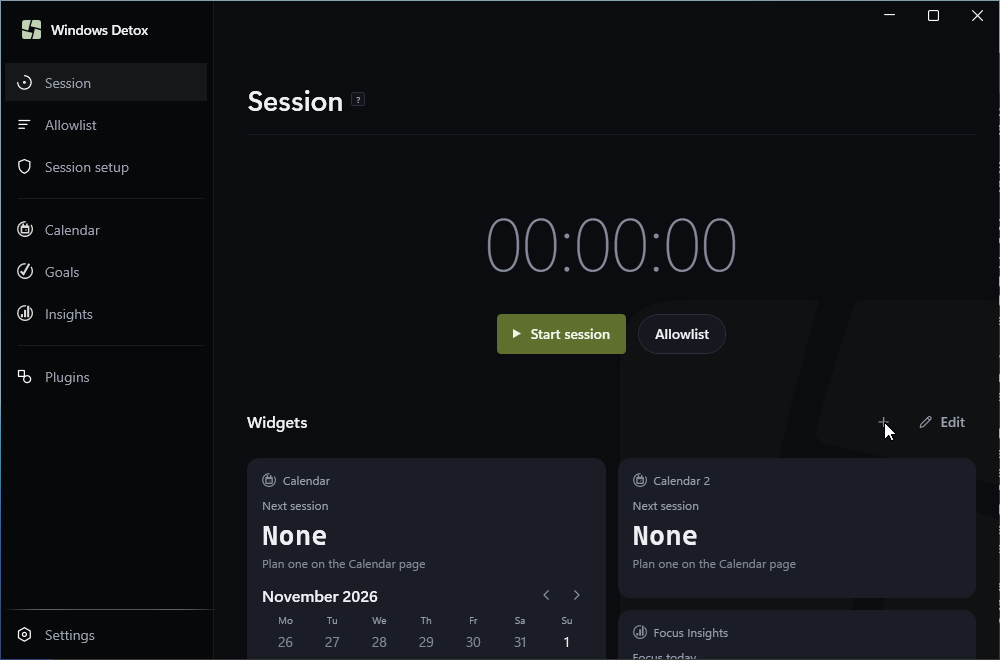 Windows Detox
Session
Allowlist
Session setup
Calendar
Goals
Insights
Plugins
Settings
Session ?
00:00:00
Start session
Allowlist
Widgets
Edit
Calendar
Next session
None
Plan one on the Calendar page
November 2026
Mo Tu We Th Fr Sa Su
26 27 28 29 30 31 1
Calendar 2
Next session
None
Plan one on the Calendar page
Focus Insights
Focus today